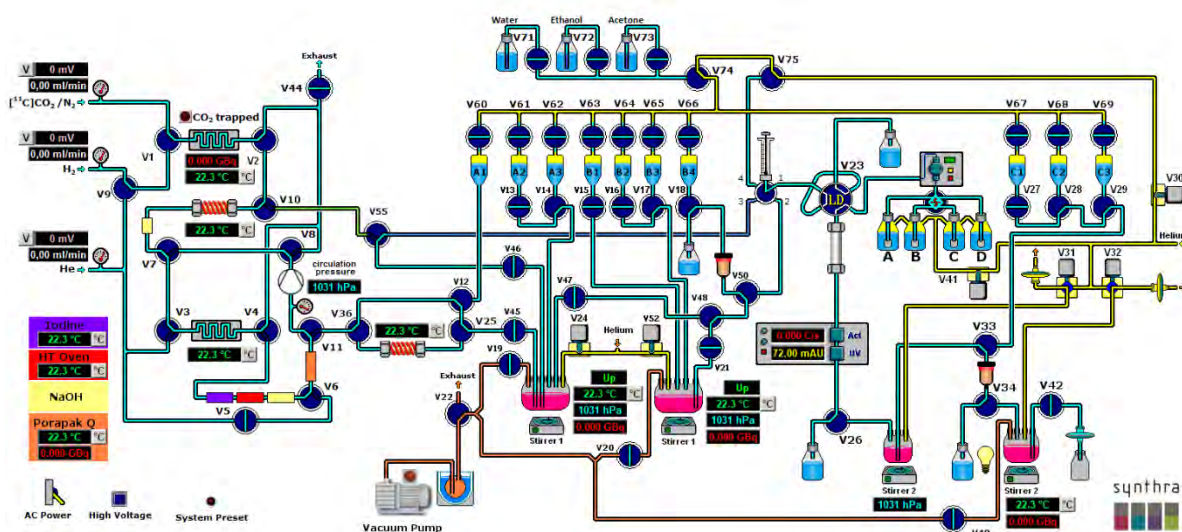 Water
Ethanol
Acetone
V71
V72
V73
V74
V75
V 0 mV
0,00 ml/min
[¹¹C]CO₂/N₂
Exhaust
V44
CO₂ trapped
V1
V2
0.000 GBq
22.3 °C °C
V 0 mV
0,00 ml/min
H₂
V9
V10
22.3 °C °C
V60
V61
V62
V63
V64
V65
V66
V67
V68
V69
A1
A2
A3
B1
B2
B3
B4
C1
C2
C3
V13
V14
V15
V16
V17
V18
V27
V28
V29
4
1
3
2
V23
JLD
V30
Helium
V 0 mV
0,00 ml/min
He
V7
V8
V55
V46
circulation
pressure
1031 hPa
A
B
C
D
V41
V31
V32
V3
V4
22.3 °C °C
V11
V36
V12
V25
22.3 °C °C
V45
V47
V24
Helium
V52
V48
V50
V21
V19
0.000 C/s
Act
72.00 mAU
UV
V33
V34
V42
Iodine
22.3 °C °C
HT Oven
22.3 °C °C
NaOH
Porapak Q
22.3 °C °C
0.000 GBq
V5
V6
Exhaust
V22
Up
22.3 °C °C
1031 hPa
0.000 GBq
Stirrer 1
Up
22.3 °C °C
1031 hPa
0.000 GBq
Stirrer 1
V20
V26
Stirrer 2
1031 hPa
Stirrer 2
22.3 °C °C
0.000 GBq
AC Power
High Voltage
System Preset
Vacuum Pump
synthra